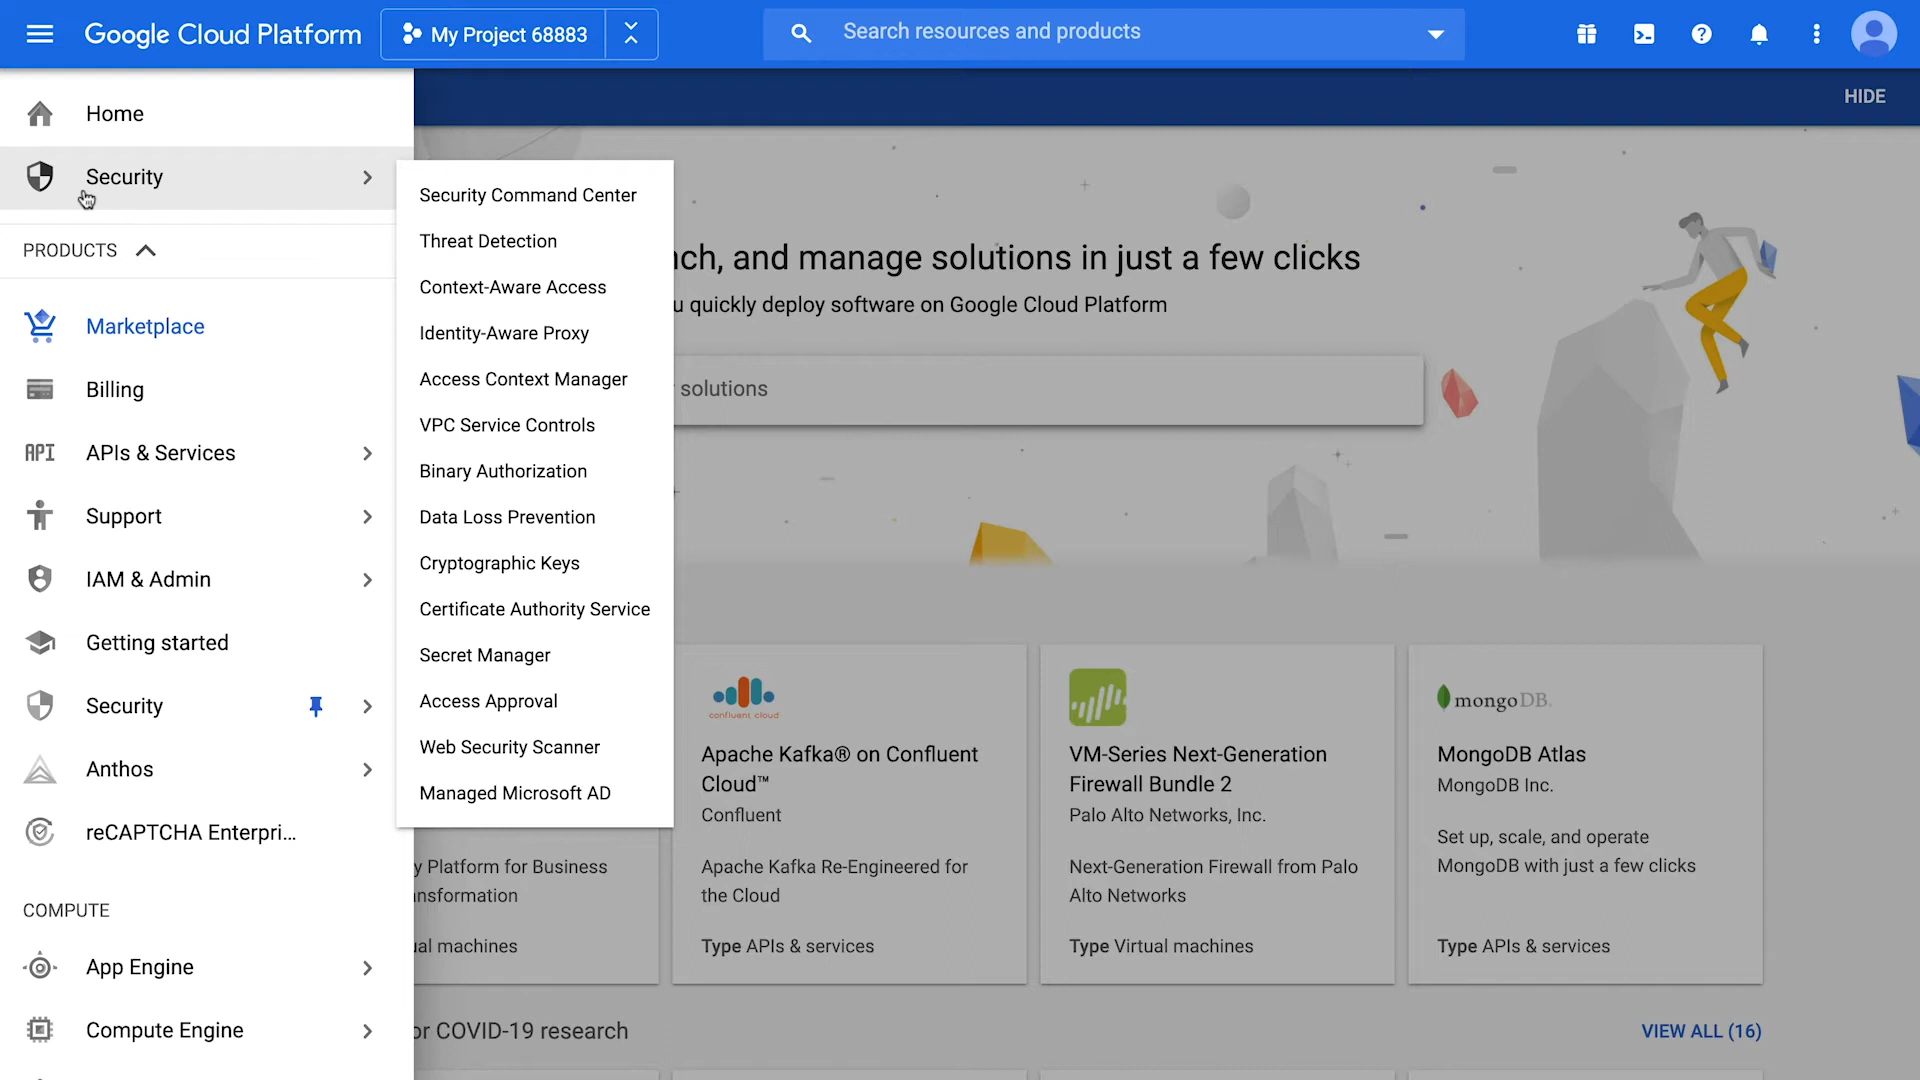 Google Cloud Platform
My Project 68883
Search resources and products
HIDE
Home
Security
PRODUCTS
Marketplace
Billing
API
APIs & Services
Support
IAM & Admin
Getting started
Security
Anthos
reCAPTCHA Enterpri...
COMPUTE
App Engine
Compute Engine
Security Command Center
Threat Detection
Context-Aware Access
Identity-Aware Proxy
Access Context Manager
VPC Service Controls
Binary Authorization
Data Loss Prevention
Cryptographic Keys
Certificate Authority Service
Secret Manager
Access Approval
Web Security Scanner
Managed Microsoft AD
nch, and manage solutions in just a few clicks
u quickly deploy software on Google Cloud Platform
solutions
y Platform for Business
nsformation
ual machines
confluent cloud
Apache Kafka® on Confluent
Cloud™
Confluent
Apache Kafka Re-Engineered for
the Cloud
Type APIs & services
VM-Series Next-Generation
Firewall Bundle 2
Palo Alto Networks, Inc.
Next-Generation Firewall from Palo
Alto Networks
Type Virtual machines
mongoDB.
MongoDB Atlas
MongoDB Inc.
Set up, scale, and operate
MongoDB with just a few clicks
Type APIs & services
or COVID-19 research
VIEW ALL (16)